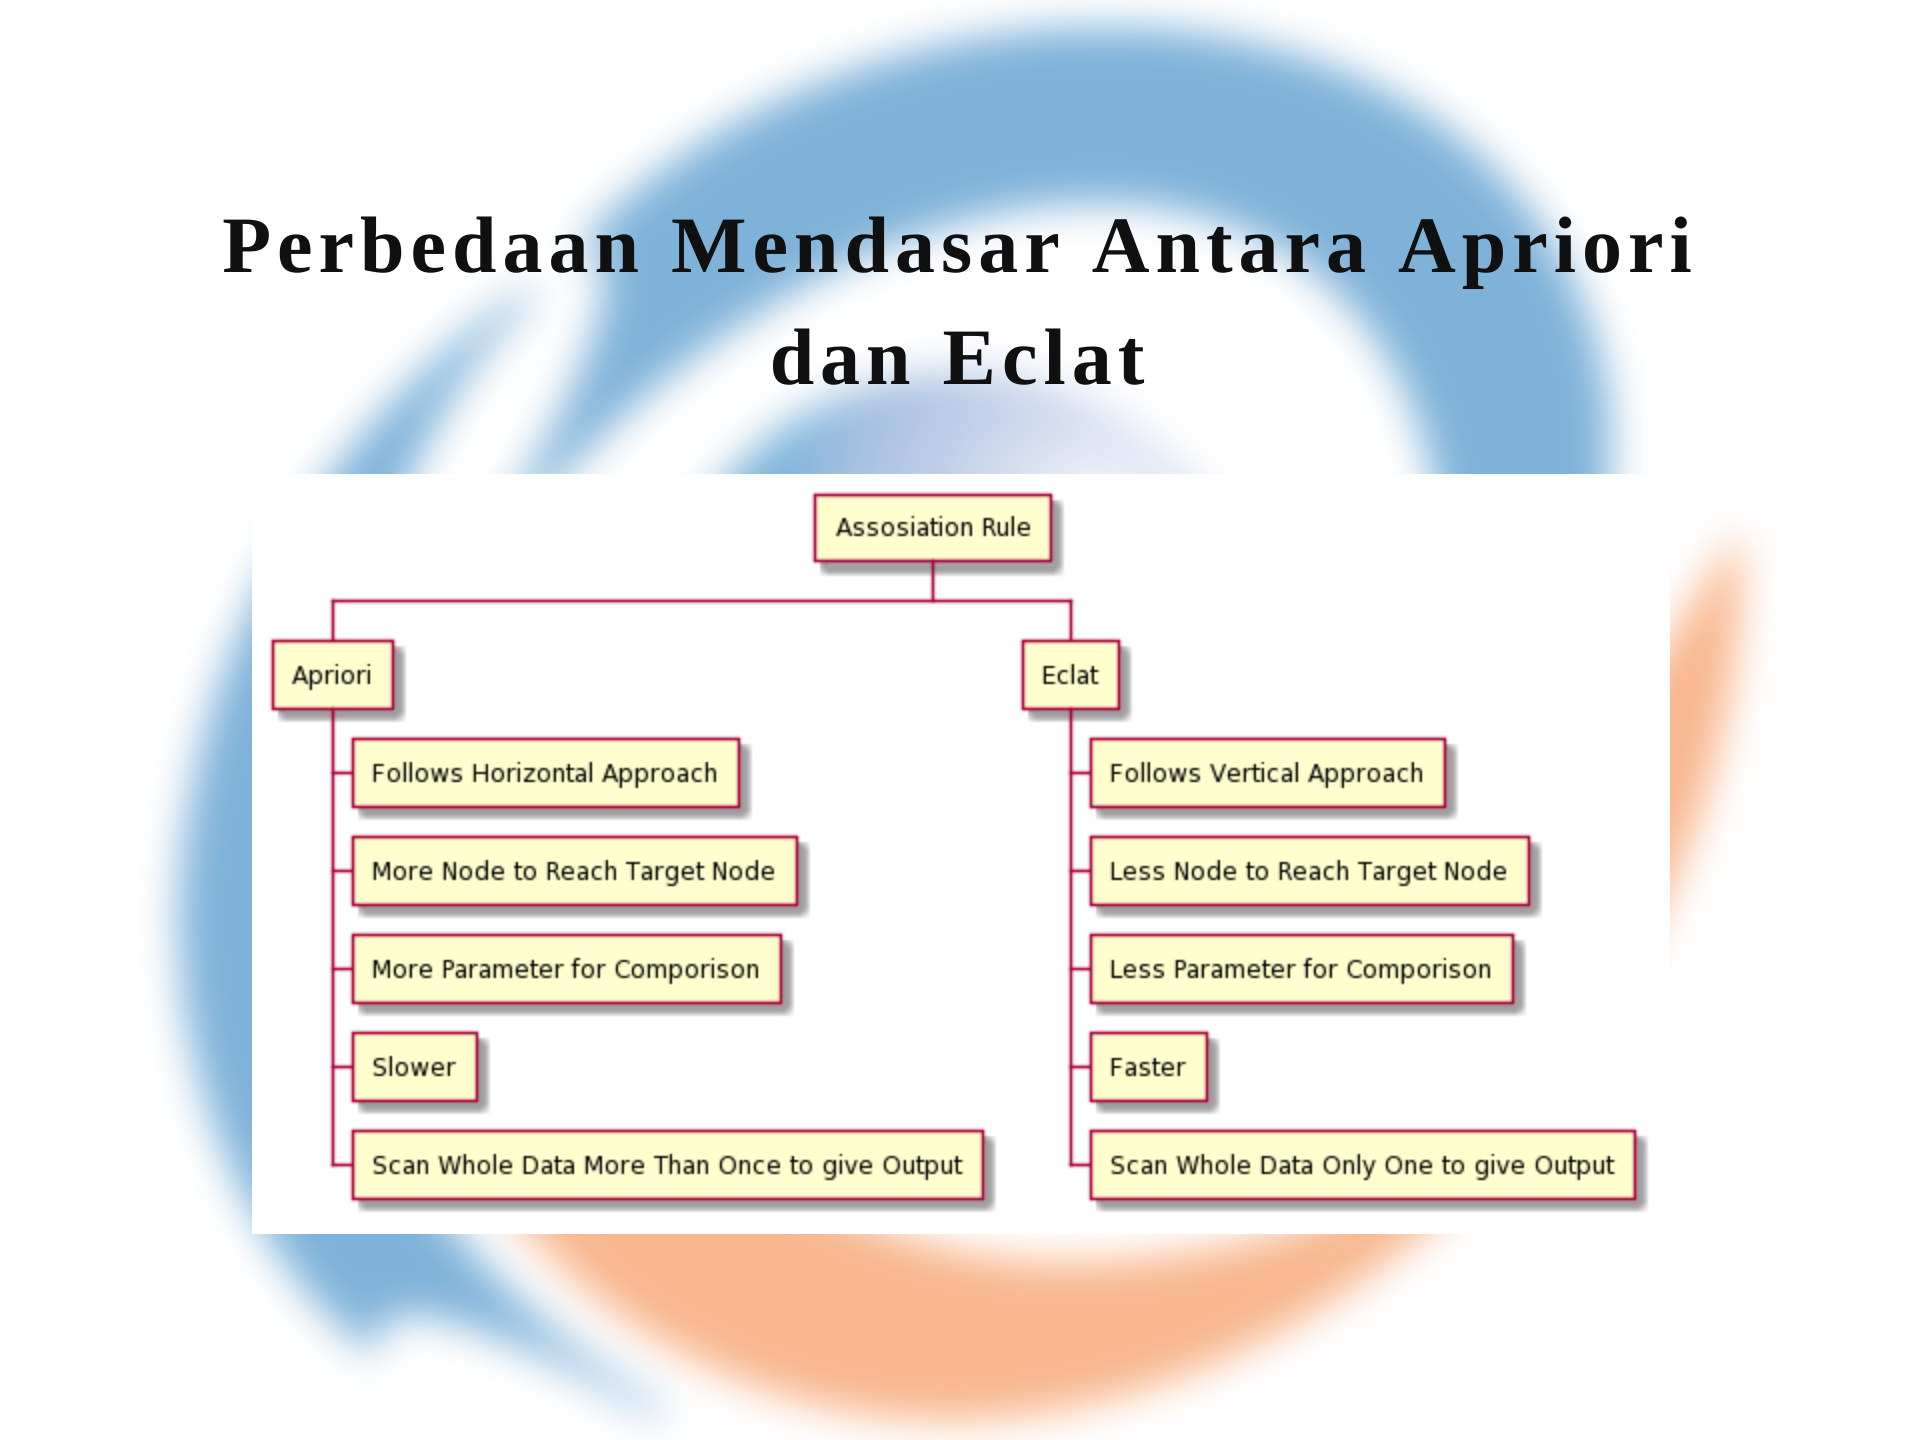 Perbedaan Mendasar Antara Apriori
dan Eclat
Assosiation Rule
Apriori
Follows Horizontal Approach
More Node to Reach Target Node
More Parameter for Comporison
Slower
Scan Whole Data More Than Once to give Output
Eclat
Follows Vertical Approach
Less Node to Reach Target Node
Less Parameter for Comporison
Faster
Scan Whole Data Only One to give Output